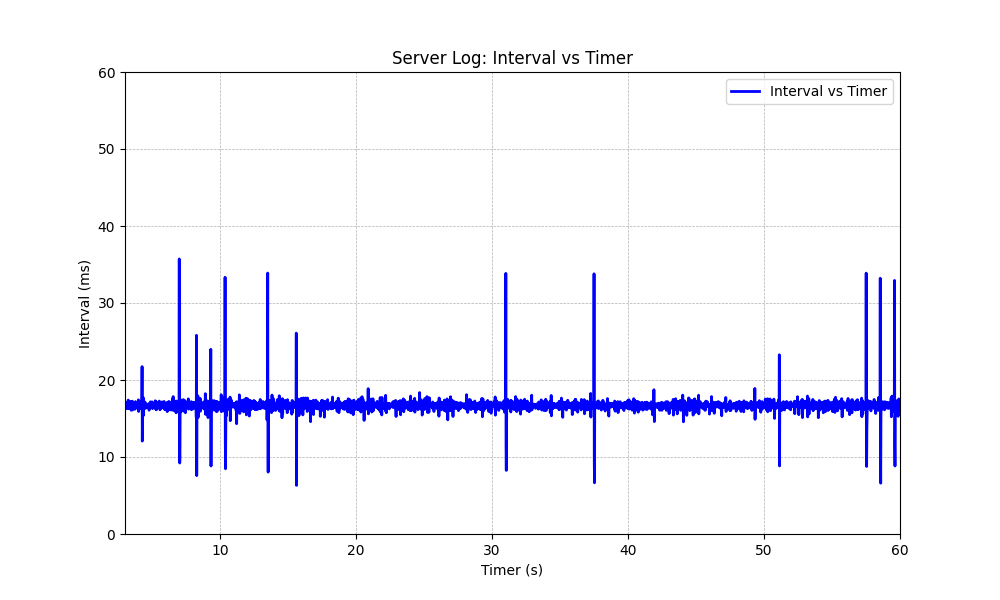 Server Log: Interval vs Timer
Interval vs Timer
60
50
40
30
20
10
0
Interval (ms)
10 20 30 40 50 60
Timer (s)